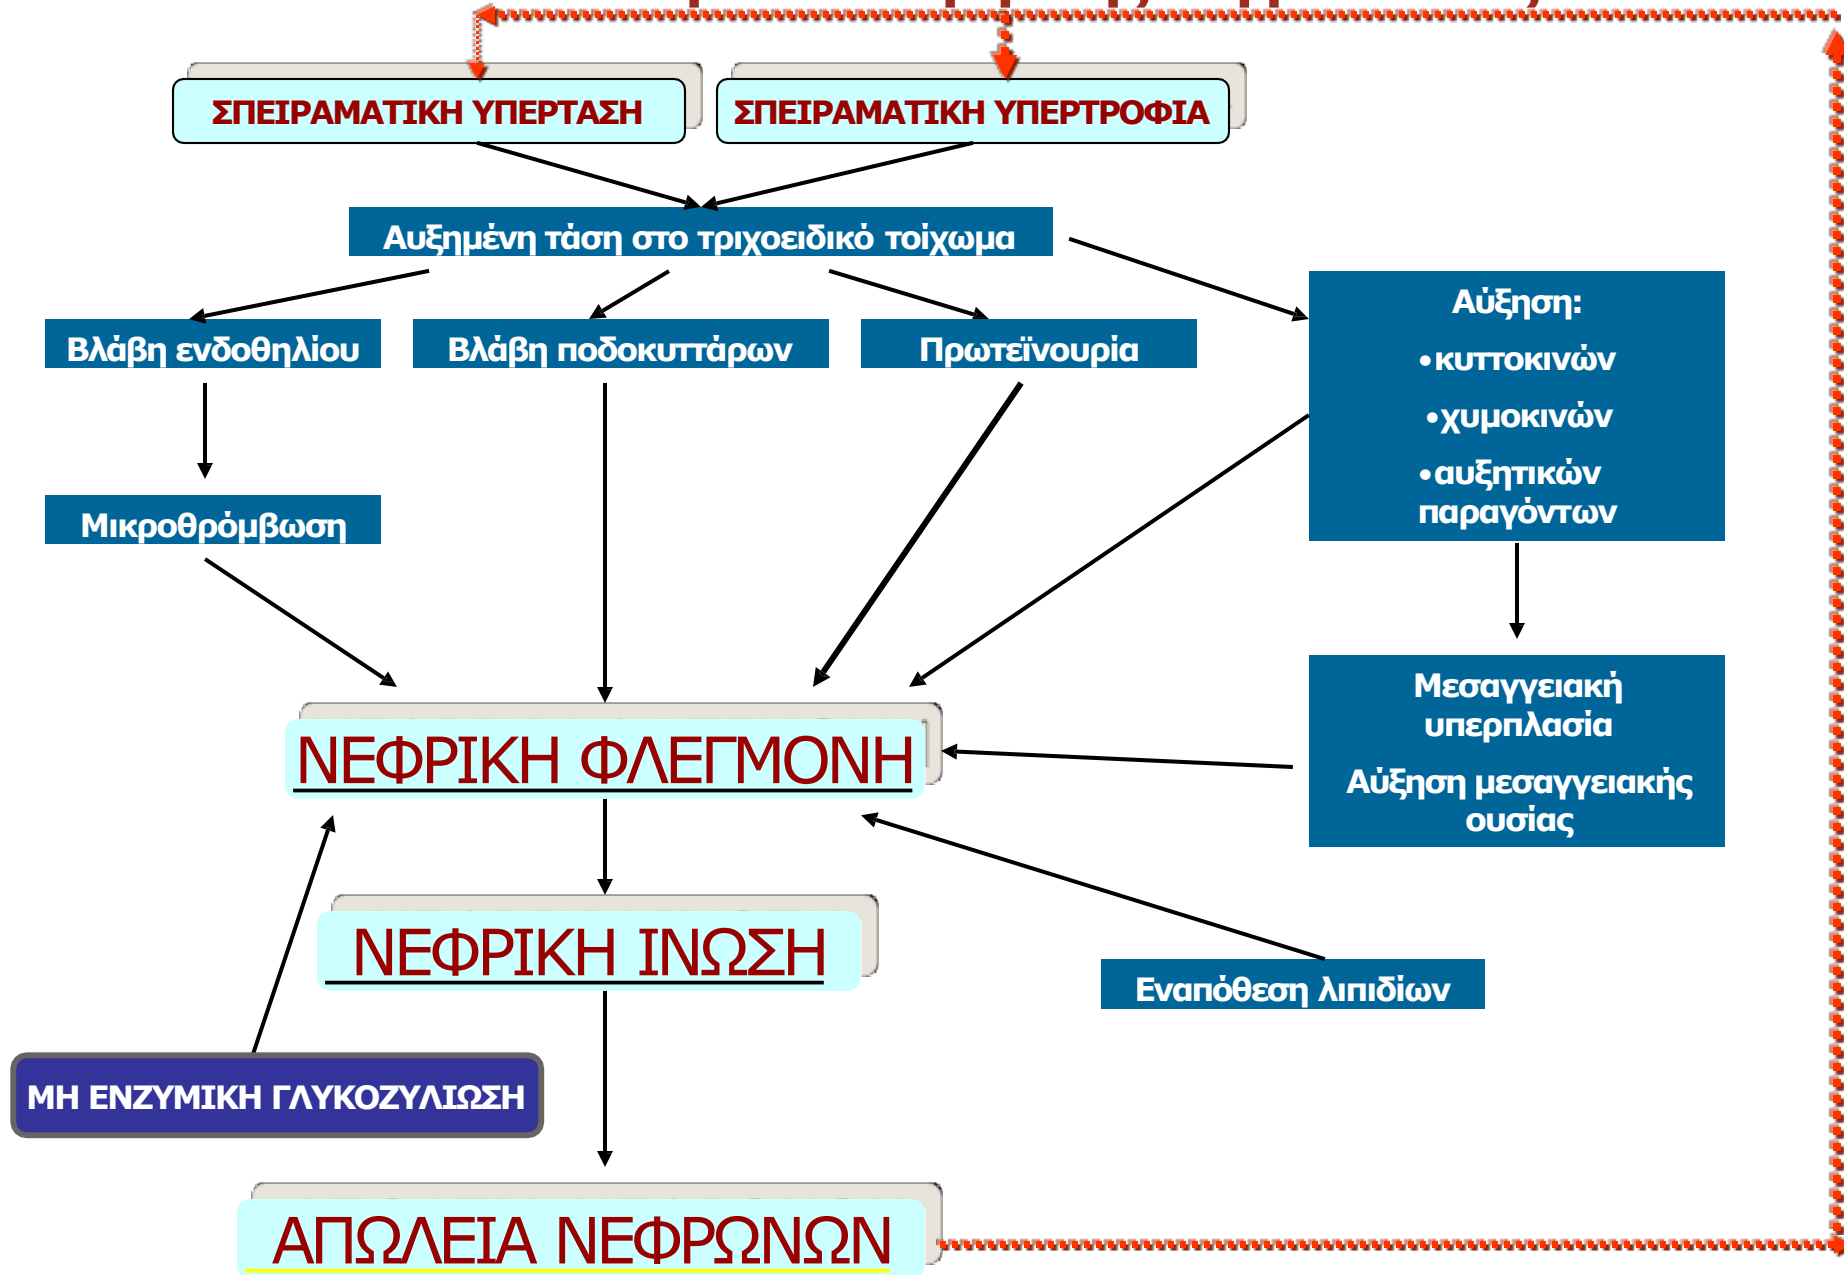 ΣΠΕΙΡΑΜΑΤΙΚΗ ΥΠΕΡΤΑΣΗ
ΣΠΕΙΡΑΜΑΤΙΚΗ ΥΠΕΡΤΡΟΦΙΑ
Αυξημένη τάση στο τριχοειδικό τοίχωμα
Βλάβη ενδοθηλίου
Βλάβη ποδοκυττάρων
Πρωτεϊνουρία
Αύξηση:
•κυττοκινών
•χυμοκινών
•αυξητικών
παραγόντων
Μικροθρόμβωση
Μεσαγγειακή
υπερπλασία
Αύξηση μεσαγγειακής
ουσίας
ΝΕΦΡΙΚΗ ΦΛΕΓΜΟΝΗ
ΝΕΦΡΙΚΗ ΙΝΩΣΗ
Εναπόθεση λιπιδίων
ΜΗ ΕΝΖΥΜΙΚΗ ΓΛΥΚΟΖΥΛΙΩΣΗ
ΑΠΩΛΕΙΑ ΝΕΦΡΩΝΩΝ